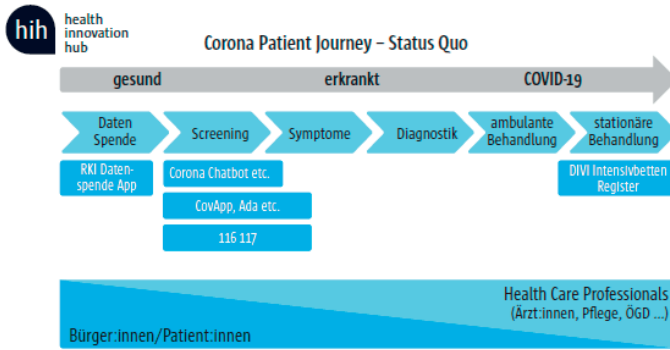 hih
health
innovation
hub
Corona Patient Journey – Status Quo
gesund erkrankt COVID-19
Daten
Spende
Screening
Symptome
Diagnostik
ambulante
Behandlung
stationäre
Behandlung
RKI Daten-
spende App
Corona Chatbot etc.
CovApp, Ada etc.
116 117
DIVI Intensivbetten
Register
Health Care Professionals
(Ärzt:innen, Pflege, ÖGD ...)
Bürger:innen/Patient:innen